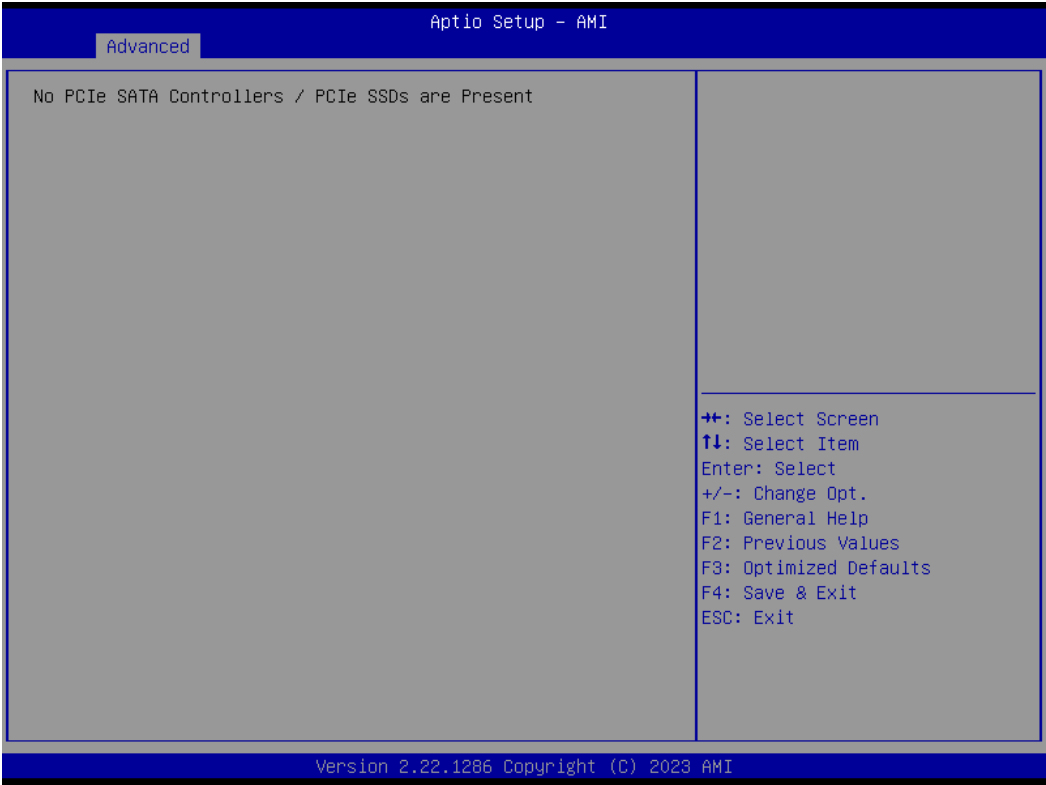 Aptio Setup – AMI
Advanced
No PCIe SATA Controllers / PCIe SSDs are Present
→←: Select Screen
↑↓: Select Item
Enter: Select
+/-: Change Opt.
F1: General Help
F2: Previous Values
F3: Optimized Defaults
F4: Save & Exit
ESC: Exit
Version 2.22.1286 Copyright (C) 2023 AMI